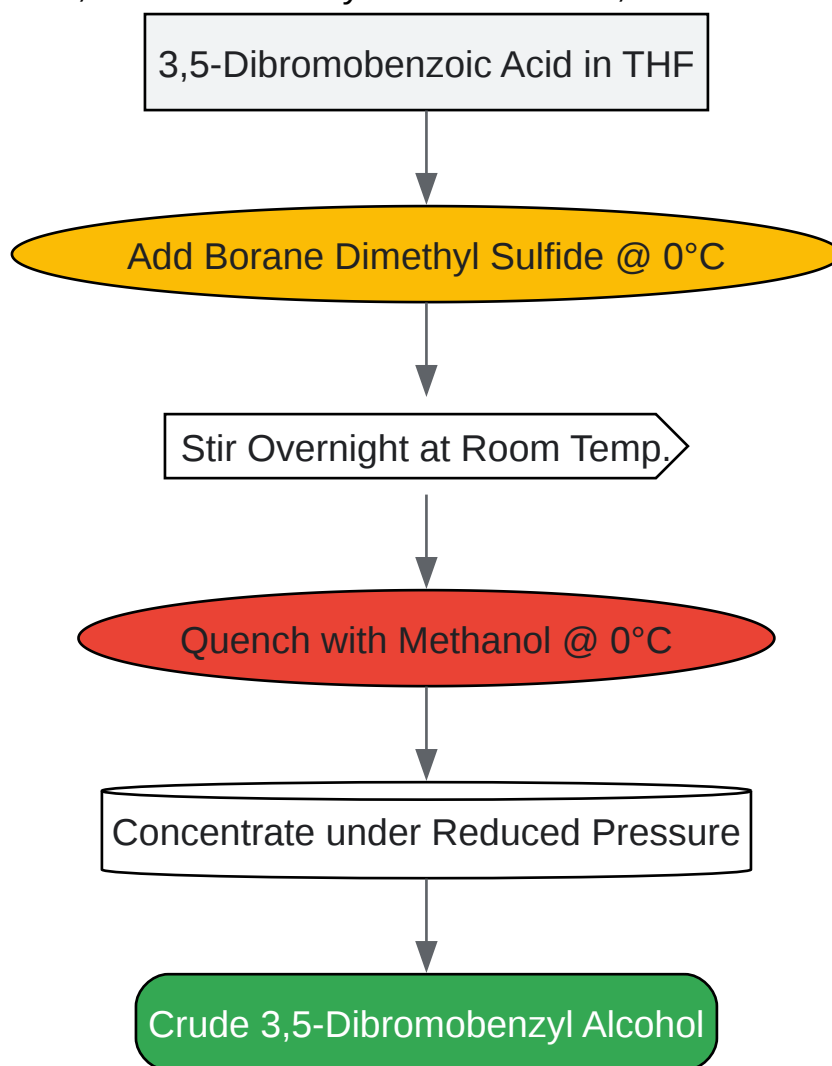 3,5-Dibromobenzoic Acid in THF
Add Borane Dimethyl Sulfide @ 0°C
Stir Overnight at Room Temp.
Quench with Methanol @ 0°C
Concentrate under Reduced Pressure
Crude 3,5-Dibromobenzyl Alcohol